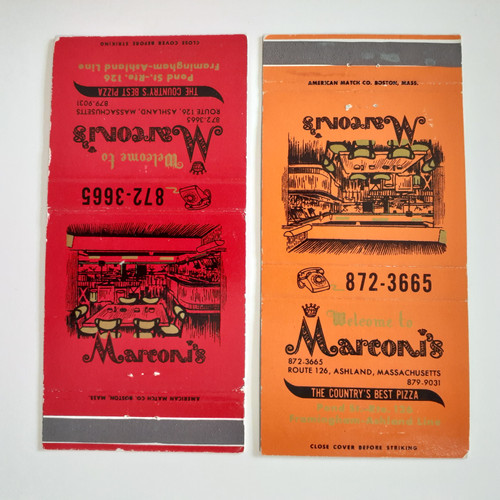 CLOSE COVER BEFORE STRIKING
Framingham-Ashland Line
Pond St.-Rte. 126
THE COUNTRY'S BEST PIZZA
879-9031
ROUTE 126, ASHLAND, MASSACHUSETTS
872-3665
Marconi's
Welcome to
872-3665
Marconi's
AMERICAN MATCH CO. BOSTON, MASS.
AMERICAN MATCH CO. BOSTON, MASS.
Marconi's
872-3665
Welcome to
Marconi's
872-3665
ROUTE 126, ASHLAND, MASSACHUSETTS
879-9031
THE COUNTRY'S BEST PIZZA
Pond St.-Rte. 126
Framingham-Ashland Line
CLOSE COVER BEFORE STRIKING